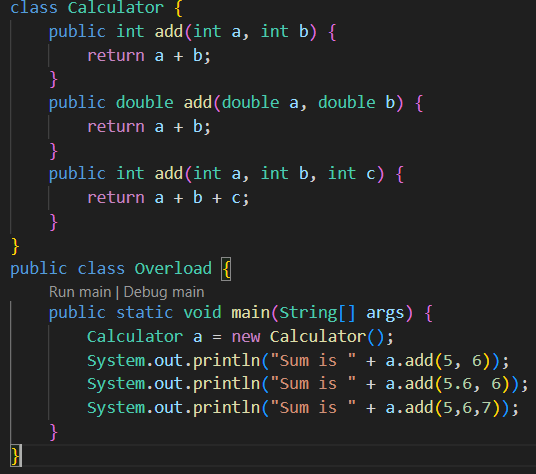 class Calculator {
    public int add(int a, int b) {
        return a + b;
    }
    public double add(double a, double b) {
        return a + b;
    }
    public int add(int a, int b, int c) {
        return a + b + c;
    }
}
public class Overload {
    Run main | Debug main
    public static void main(String[] args) {
        Calculator a = new Calculator();
        System.out.println("Sum is " + a.add(5, 6));
        System.out.println("Sum is " + a.add(5.6, 6));
        System.out.println("Sum is " + a.add(5,6,7));
    }
}